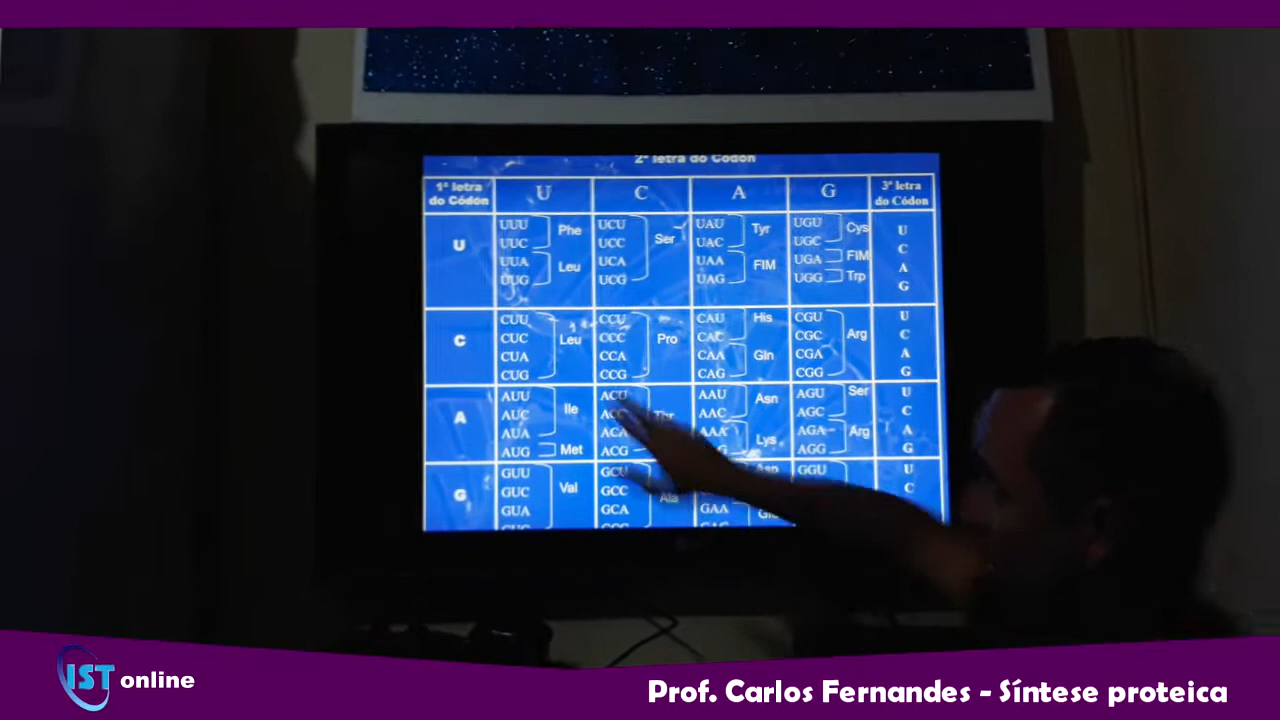 2ª letra do Códon
1ª letra do Códon U C A G 3ª letra do Códon
U
UUU UUC Phe
UUA UUG Leu
UCU UCC UCA UCG Ser
UAU UAC Tyr
UAA UAG FIM
UGU UGC Cys
UGA FIM
UGG Trp
U C A G
C
CUU CUC CUA CUG Leu
CCU CCC CCA CCG Pro
CAU CAC His
CAA CAG Gln
CGU CGC CGA CGG Arg
U C A G
A
AUU AUC AUA Ile
AUG Met
ACU ACA ACG Thr
AAU AAC Asn
AAA Lys
AGU AGC Ser
AGA AGG Arg
U C A G
G
GUU GUC GUA Val
GCU GCC GCA Ala
Asp
GAA
GGU
U C
IST online
Prof. Carlos Fernandes - Síntese proteica